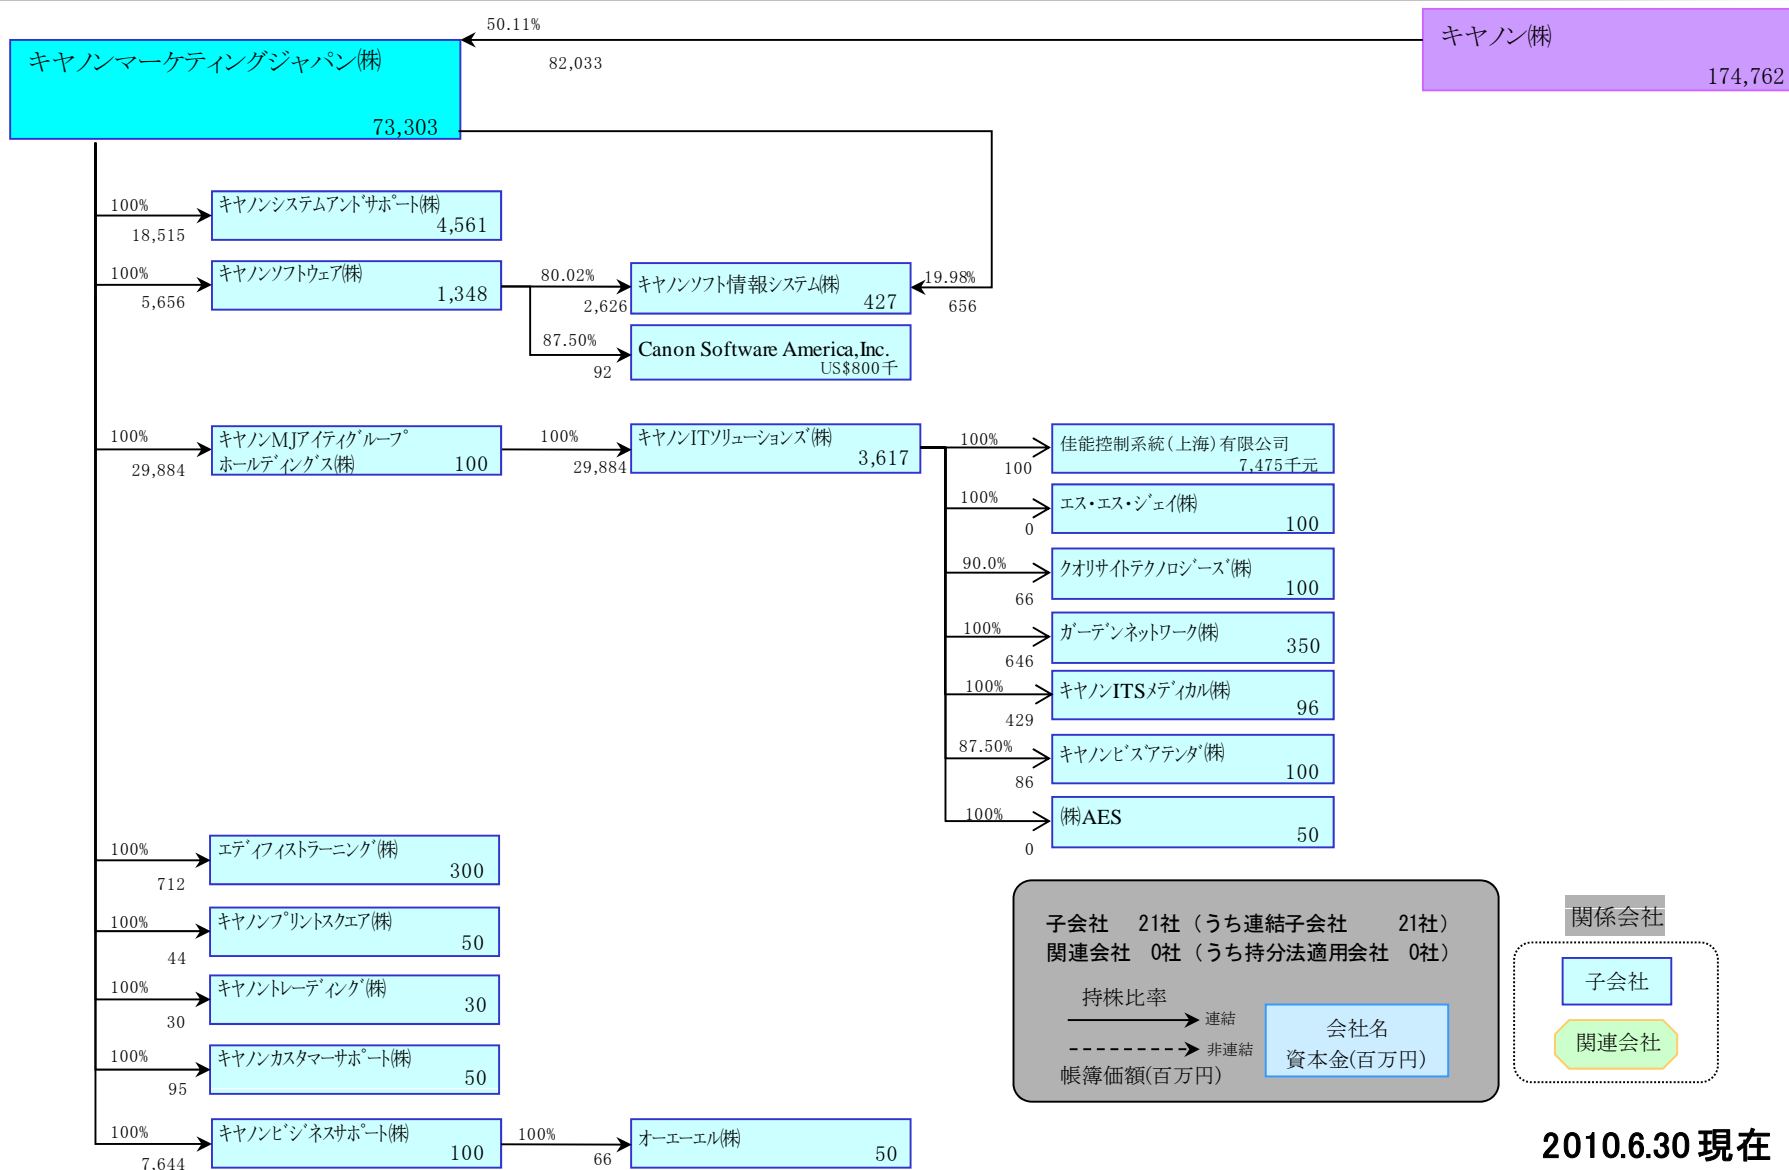 50.11%
キヤノン㈱
キヤノンマーケティングジャパン㈱
82,033
174,762
73,303
100%
キヤノンシステムアンドサポート㈱
4,561
18,515
100%
キヤノンソフトウェア㈱
1,348
5,656
80.02%
キヤノンソフト情報システム㈱
427
2,626
19.98%
656
87.50%
Canon Software America,Inc.
US$800千
92
100%
キヤノンMJアイティグループ
ホールディングス㈱
100
29,884
100%
キヤノンITソリューションズ㈱
3,617
29,884
100%
佳能控制系統(上海)有限公司
7,475千元
100
100%
エス・エス・ジェイ㈱
100
0
90.0%
クオリサイトテクノロジーズ㈱
100
66
100%
ガーデンネットワーク㈱
350
646
100%
キヤノンITSメディカル㈱
96
429
87.50%
キヤノンビズアテンダ㈱
100
86
100%
㈱AES
50
0
100%
エディフィストラーニング㈱
300
712
100%
キヤノンプリントスクエア㈱
50
44
100%
キヤノントレーディング㈱
30
30
100%
キヤノンカスタマーサポート㈱
50
95
100%
キヤノンビジネスサポート㈱
100
7,644
100%
オーエーエル㈱
50
66
子会社 21社(うち連結子会社 21社)
関連会社 0社(うち持分法適用会社 0社)
持株比率
連結
非連結
帳簿価額(百万円)
会社名
資本金(百万円)
関係会社
子会社
関連会社
2010.6.30 現在